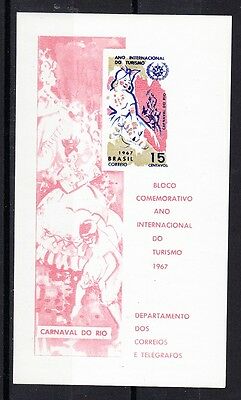 ANO INTERNACIONAL
DO TURISMO
CARNAVAL DO RIO
1967
BRASIL
CORREIO
15
CENTAVOS
BLOCO
COMEMORATIVO
ANO
INTERNACIONAL
DO
TURISMO
1967
CARNAVAL DO RIO
DEPARTAMENTO
DOS
CORREIOS
E TELÉGRAFOS